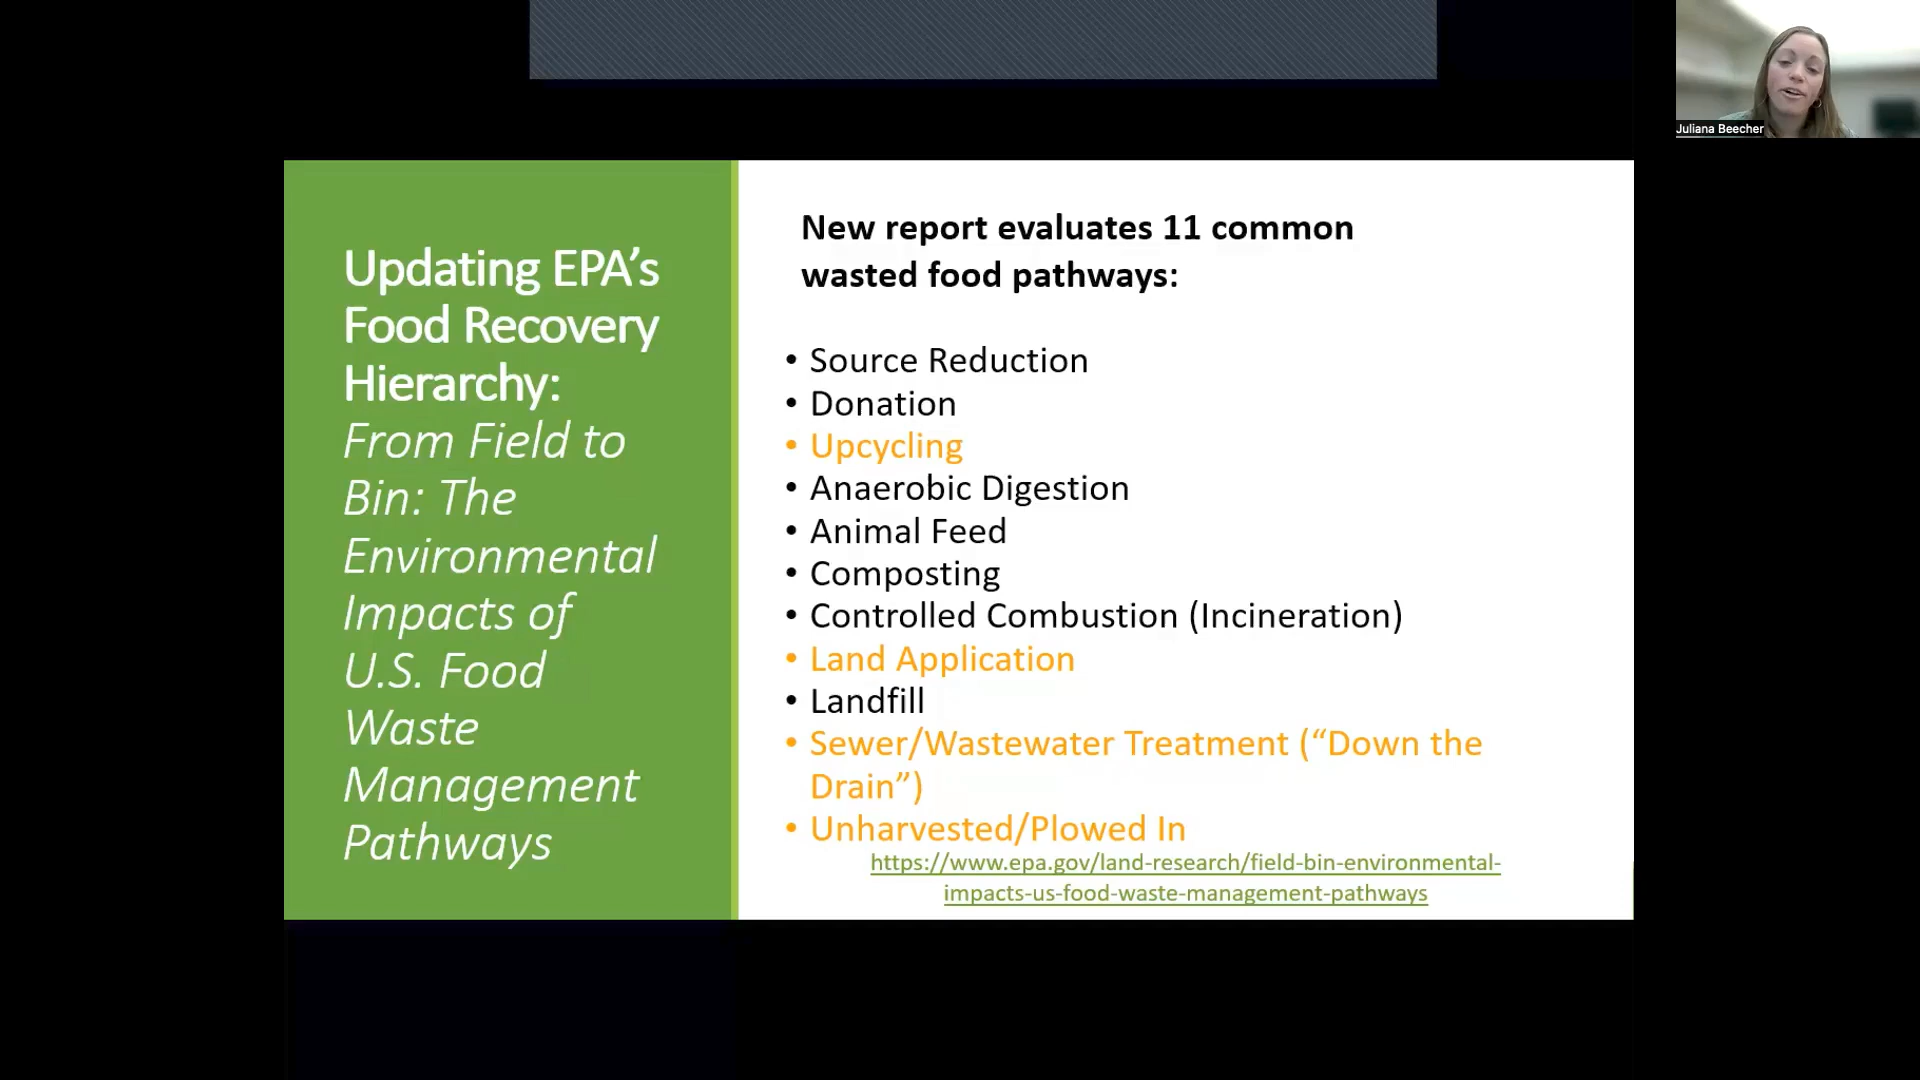 Juliana Beecher
Updating EPA’s
Food Recovery
Hierarchy:
From Field to
Bin: The
Environmental
Impacts of
U.S. Food
Waste
Management
Pathways
New report evaluates 11 common
wasted food pathways:
• Source Reduction
• Donation
• Upcycling
• Anaerobic Digestion
• Animal Feed
• Composting
• Controlled Combustion (Incineration)
• Land Application
• Landfill
• Sewer/Wastewater Treatment (“Down the
Drain”)
• Unharvested/Plowed In
https://www.epa.gov/land-research/field-bin-environmental-
impacts-us-food-waste-management-pathways